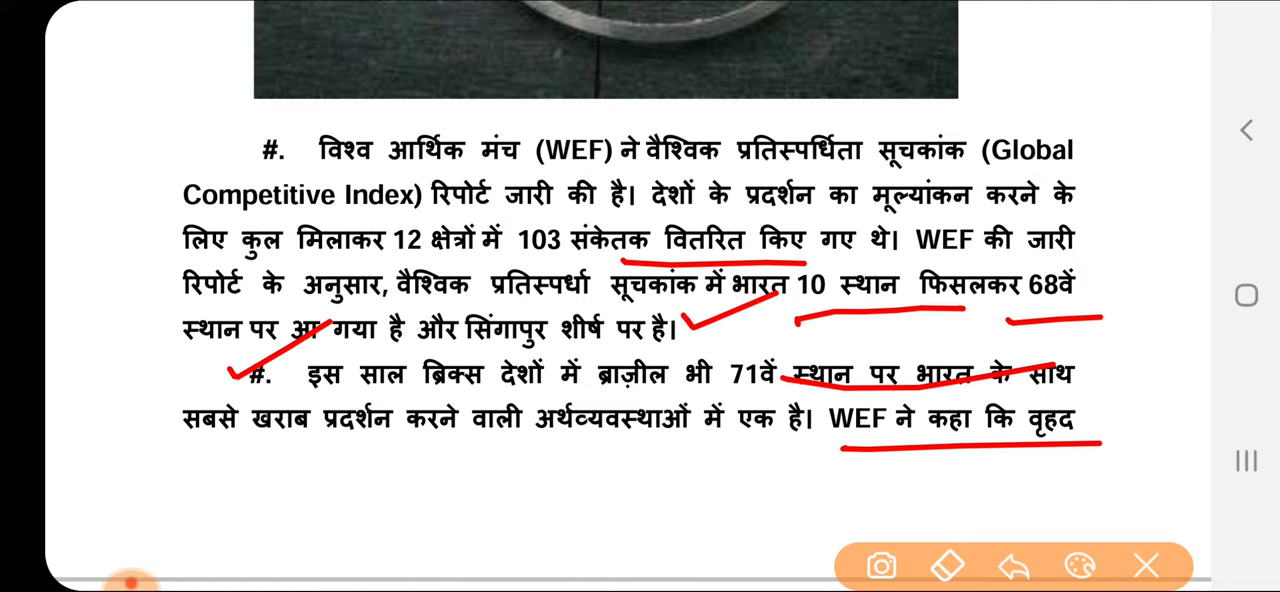 #. विश्व आर्थिक मंच (WEF) ने वैश्विक प्रतिस्पर्धिता सूचकांक (Global
Competitive Index) रिपोर्ट जारी की है। देशों के प्रदर्शन का मूल्यांकन करने के
लिए कुल मिलाकर 12 क्षेत्रों में 103 संकेतक वितरित किए गए थे। WEF की जारी
रिपोर्ट के अनुसार, वैश्विक प्रतिस्पर्धा सूचकांक में भारत 10 स्थान फिसलकर 68वें
स्थान पर आ गया है और सिंगापुर शीर्ष पर है।
#. इस साल ब्रिक्स देशों में ब्राज़ील भी 71वें स्थान पर भारत के साथ
सबसे खराब प्रदर्शन करने वाली अर्थव्यवस्थाओं में एक है। WEF ने कहा कि वृहद